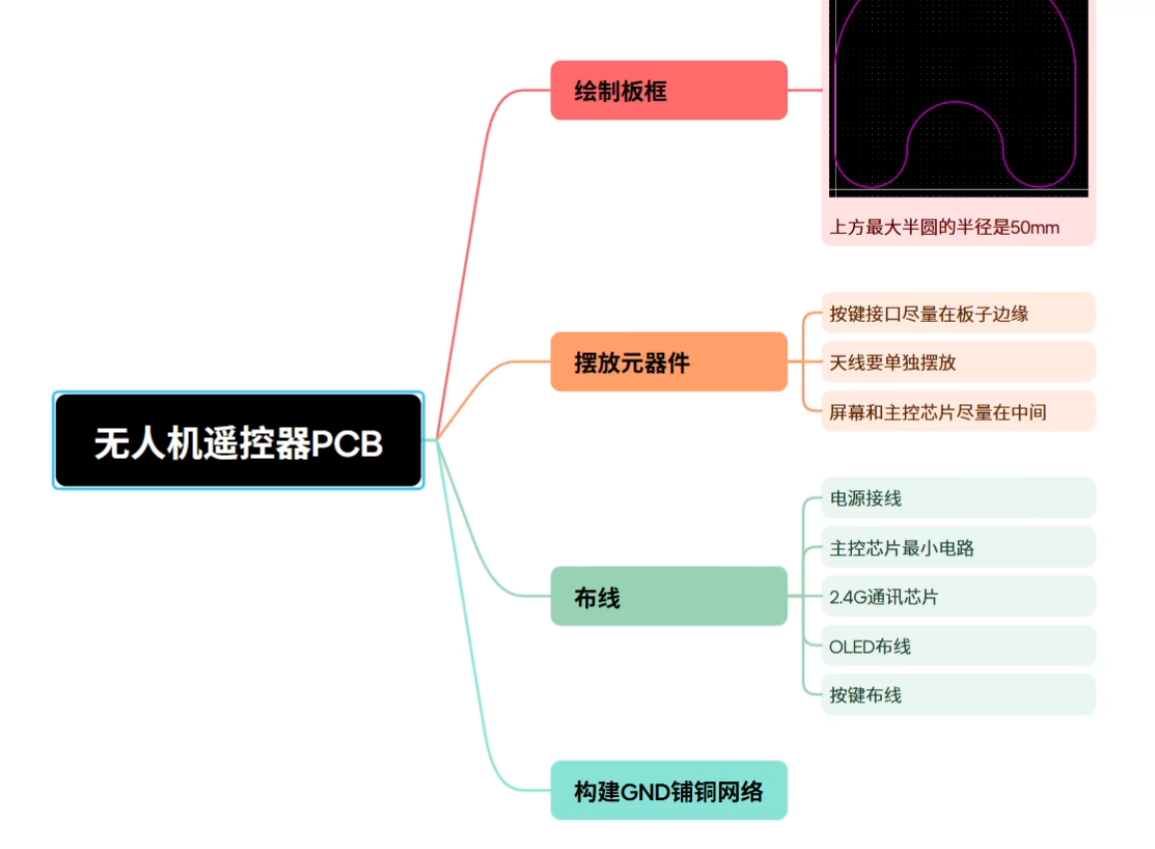 无人机遥控器PCB
绘制板框
上方最大半圆的半径是50mm
摆放元器件
按键接口尽量在板子边缘
天线要单独摆放
屏幕和主控芯片尽量在中间
布线
电源接线
主控芯片最小电路
2.4G通讯芯片
OLED布线
按键布线
构建GND铺铜网络